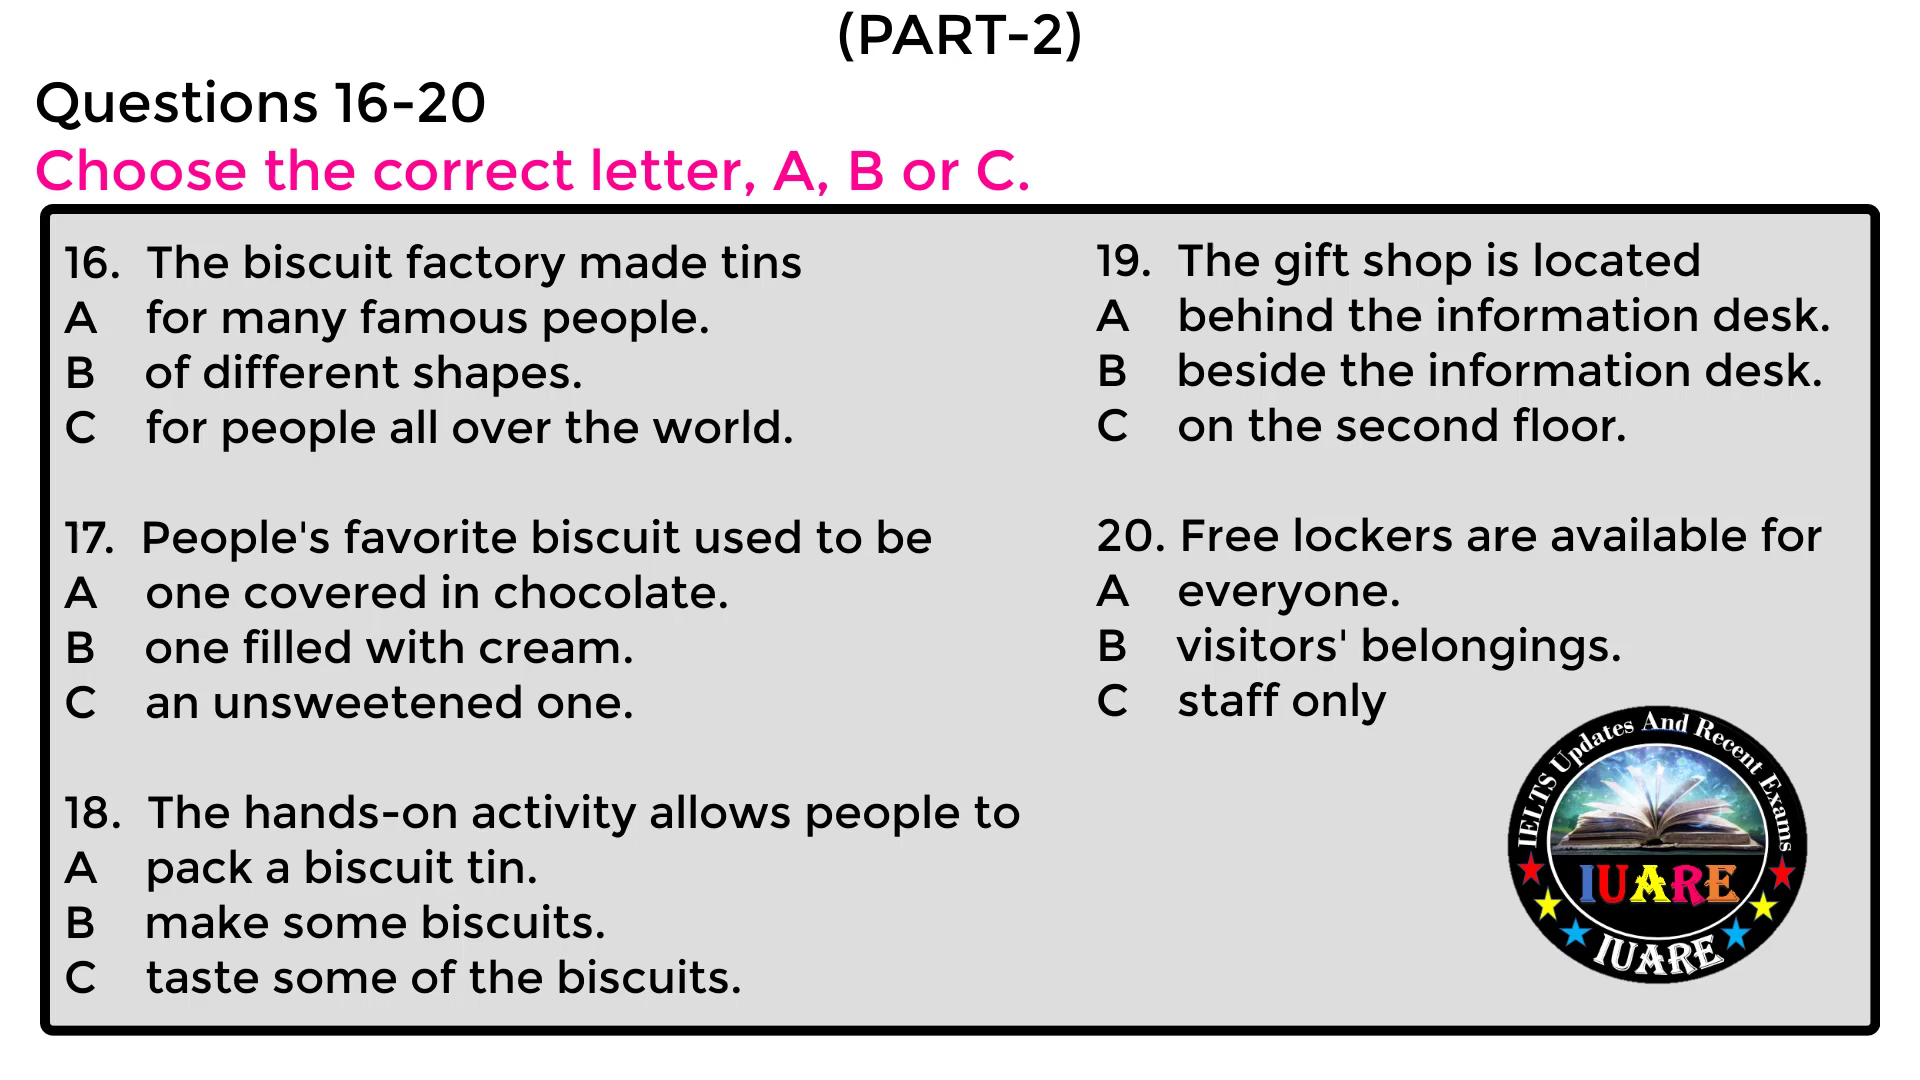 (PART-2)
Questions 16-20
Choose the correct letter, A, B or C.
16. The biscuit factory made tins
A for many famous people.
B of different shapes.
C for people all over the world.
17. People's favorite biscuit used to be
A one covered in chocolate.
B one filled with cream.
C an unsweetened one.
18. The hands-on activity allows people to
A pack a biscuit tin.
B make some biscuits.
C taste some of the biscuits.
19. The gift shop is located
A behind the information desk.
B beside the information desk.
C on the second floor.
20. Free lockers are available for
A everyone.
B visitors' belongings.
C staff only
IELTS Updates And Recent Exams
IUARE
IUARE